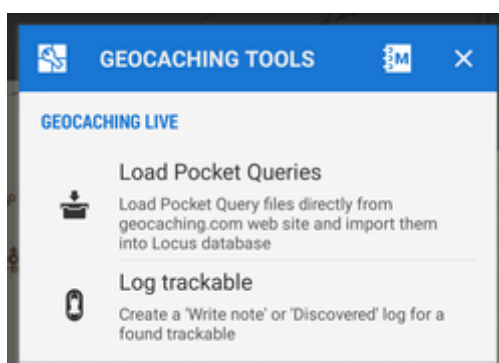 GEOCACHING TOOLS
M
GEOCACHING LIVE
Load Pocket Queries
Load Pocket Query files directly from
geocaching.com web site and import them
into Locus database
Log trackable
Create a 'Write note' or 'Discovered' log for a
found trackable